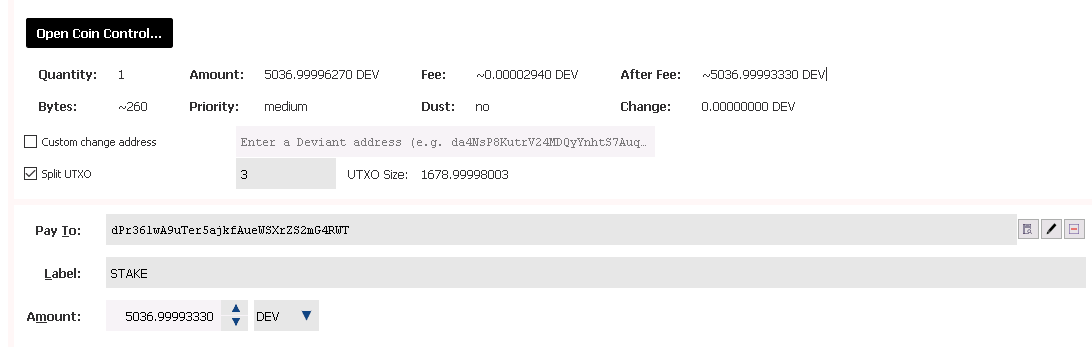 Open Coin Control...
Quantity: 1 Amount: 5036.99996270 DEV Fee: ~0.00002940 DEV After Fee: ~5036.99993330 DEV
Bytes: ~260 Priority: medium Dust: no Change: 0.00000000 DEV
Custom change address Enter a Deviant address (e.g. da4NsP8KutrV24MDQyYnhtS7Auq…
Split UTXO 3 UTXO Size: 1678.99998003
Pay To: dPr361wA9uTer5ajkfAueWSXrZS2mG4RWT
Label: STAKE
Amount: 5036.99993330 DEV